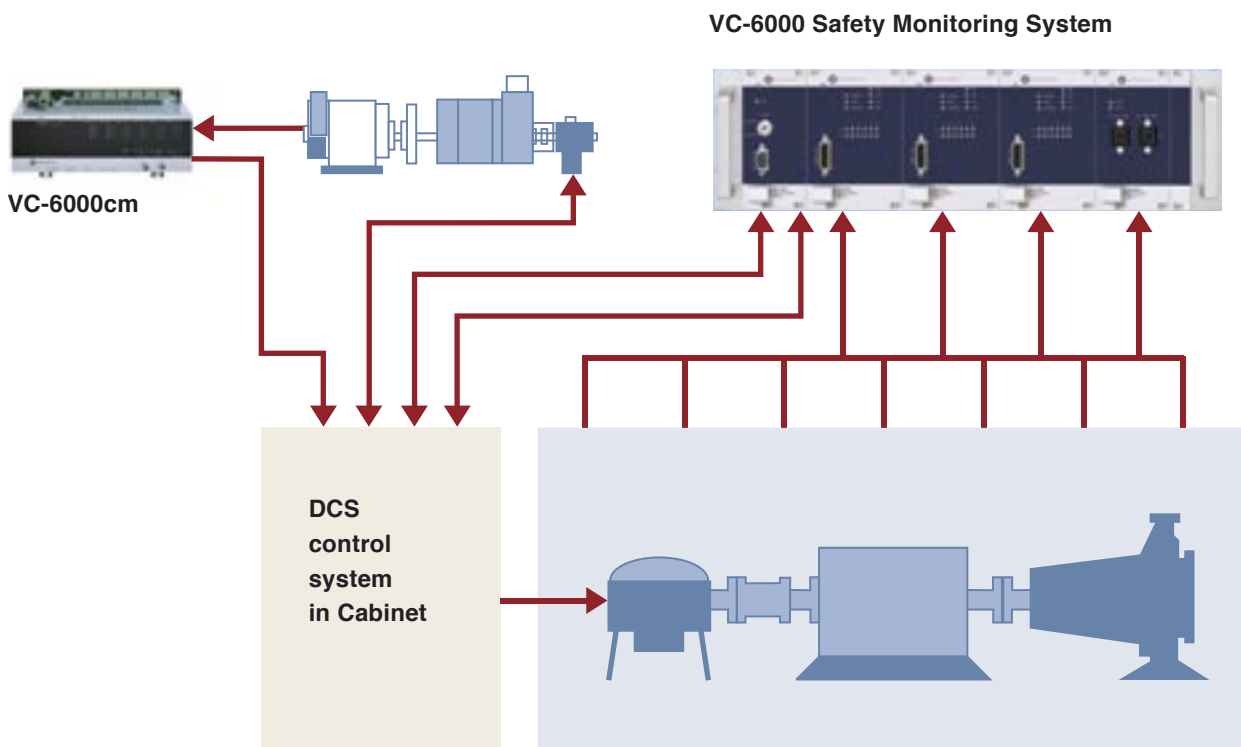 VC-6000 Safety Monitoring System
VC-6000cm
DCS
control
system
in Cabinet